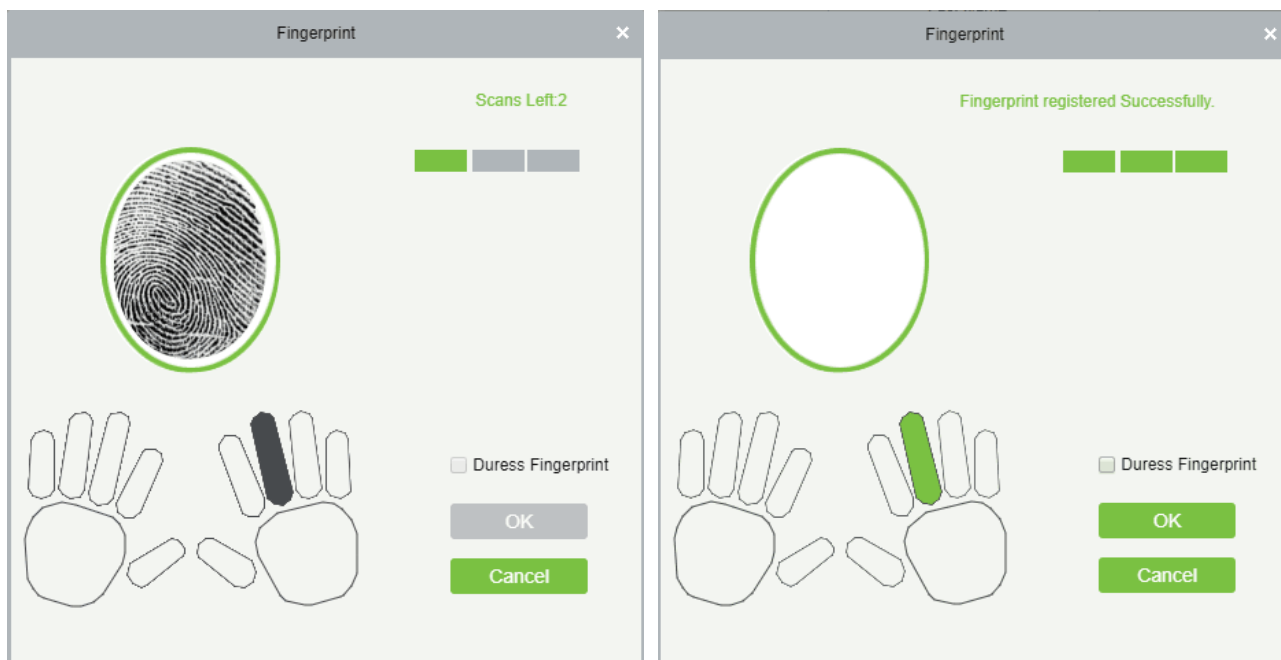 Fingerprint
×
Scans Left:2
Duress Fingerprint
OK
Cancel
Fingerprint
×
Fingerprint registered Successfully.
Duress Fingerprint
OK
Cancel